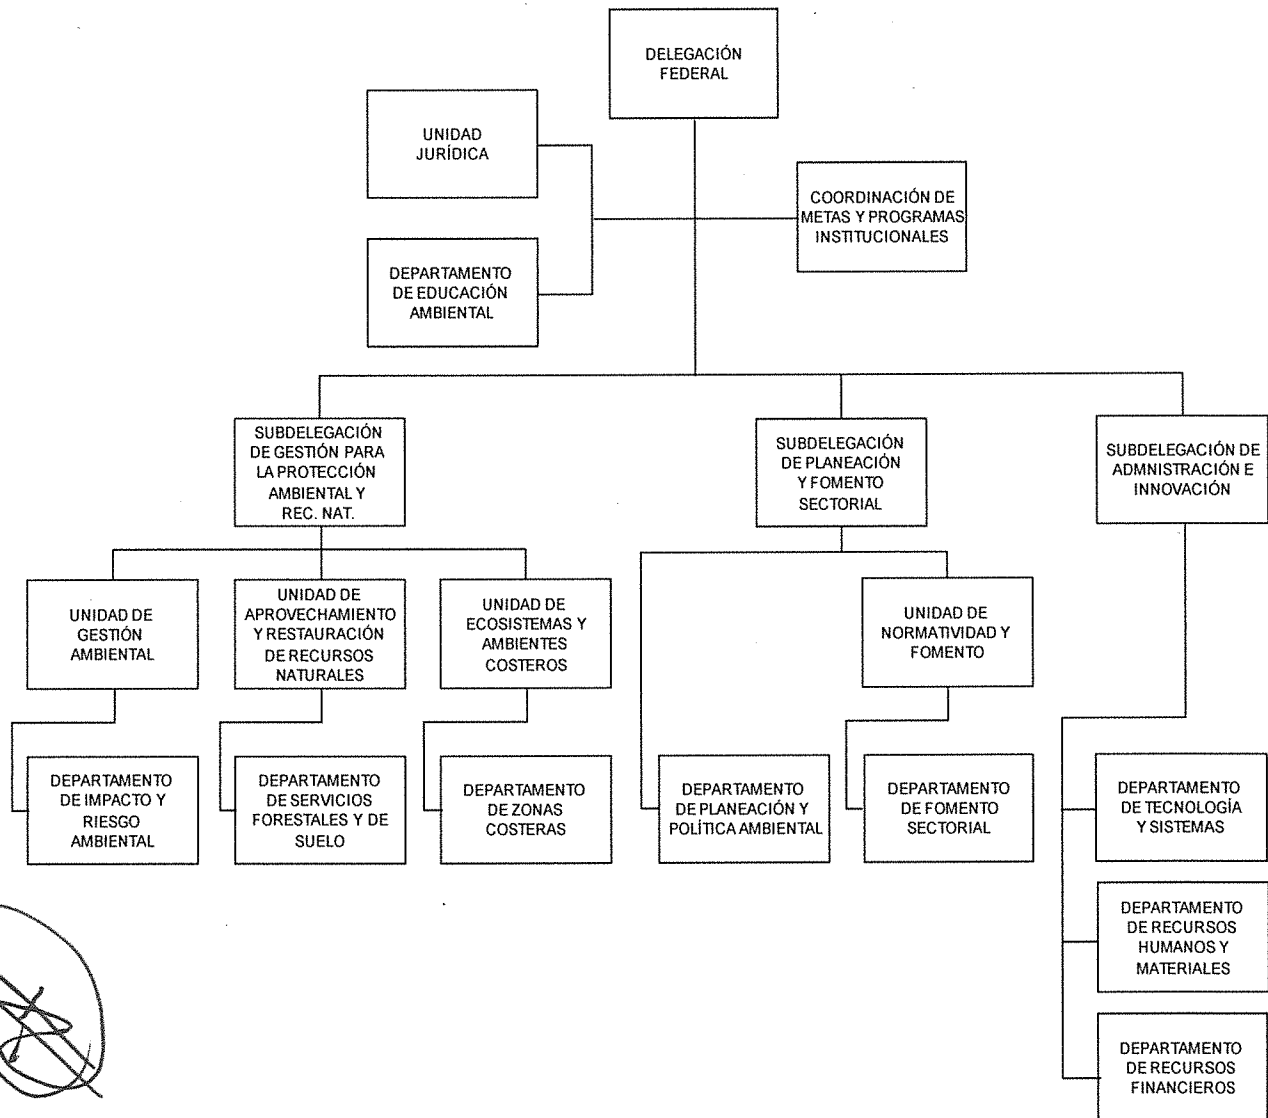 DELEGACIÓN
FEDERAL
UNIDAD
JURÍDICA
COORDINACIÓN DE
METAS Y PROGRAMAS
INSTITUCIONALES
DEPARTAMENTO
DE EDUCACIÓN
AMBIENTAL
SUBDELEGACIÓN
DE GESTIÓN PARA
LA PROTECCIÓN
AMBIENTAL Y
REC. NAT.
SUBDELEGACIÓN
DE PLANEACIÓN
Y FOMENTO
SECTORIAL
SUBDELEGACIÓN DE
ADMNISTRACIÓN E
INNOVACIÓN
UNIDAD DE
GESTIÓN
AMBIENTAL
UNIDAD DE
APROVECHAMIENTO
Y RESTAURACIÓN
DE RECURSOS
NATURALES
UNIDAD DE
ECOSISTEMAS Y
AMBIENTES
COSTEROS
UNIDAD DE
NORMATIVIDAD Y
FOMENTO
DEPARTAMENTO
DE IMPACTO Y
RIESGO
AMBIENTAL
DEPARTAMENTO
DE SERVICIOS
FORESTALES Y DE
SUELO
DEPARTAMENTO
DE ZONAS
COSTERAS
DEPARTAMENTO
DE PLANEACIÓN Y
POLÍTICA AMBIENTAL
DEPARTAMENTO
DE FOMENTO
SECTORIAL
DEPARTAMENTO
DE TECNOLOGÍA
Y SISTEMAS
DEPARTAMENTO
DE RECURSOS
HUMANOS Y
MATERIALES
DEPARTAMENTO
DE RECURSOS
FINANCIEROS